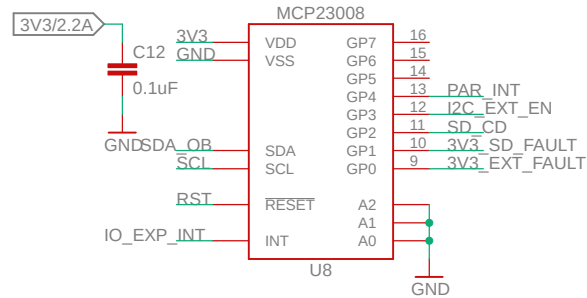 MCP23008
3V3/2.2A
C12
0.1uF
GND
3V3 VDD GP7 16
GND VSS GP6 15
GP5 14
GP4 13 PAR_INT
GP3 12 I2C_EXT_EN
GP2 11 SD_CD
SDA_OB SDA GP1 10 3V3_SD_FAULT
SCL SCL GP0 9 3V3_EXT_FAULT
RST RESET A2
A1
IO_EXP_INT INT A0
U8
GND